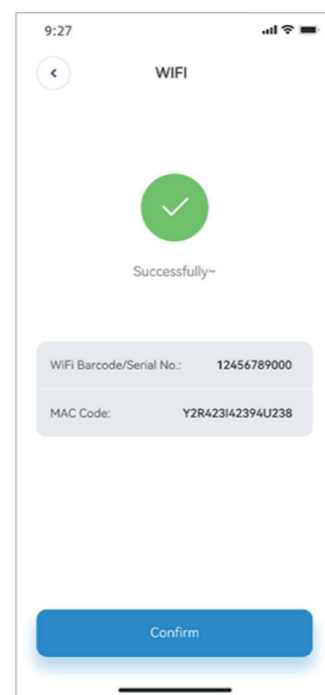 9:27
WIFI
Successfully~
WiFi Barcode/Serial No.: 12456789000
MAC Code: Y2R423I42394U238
Confirm